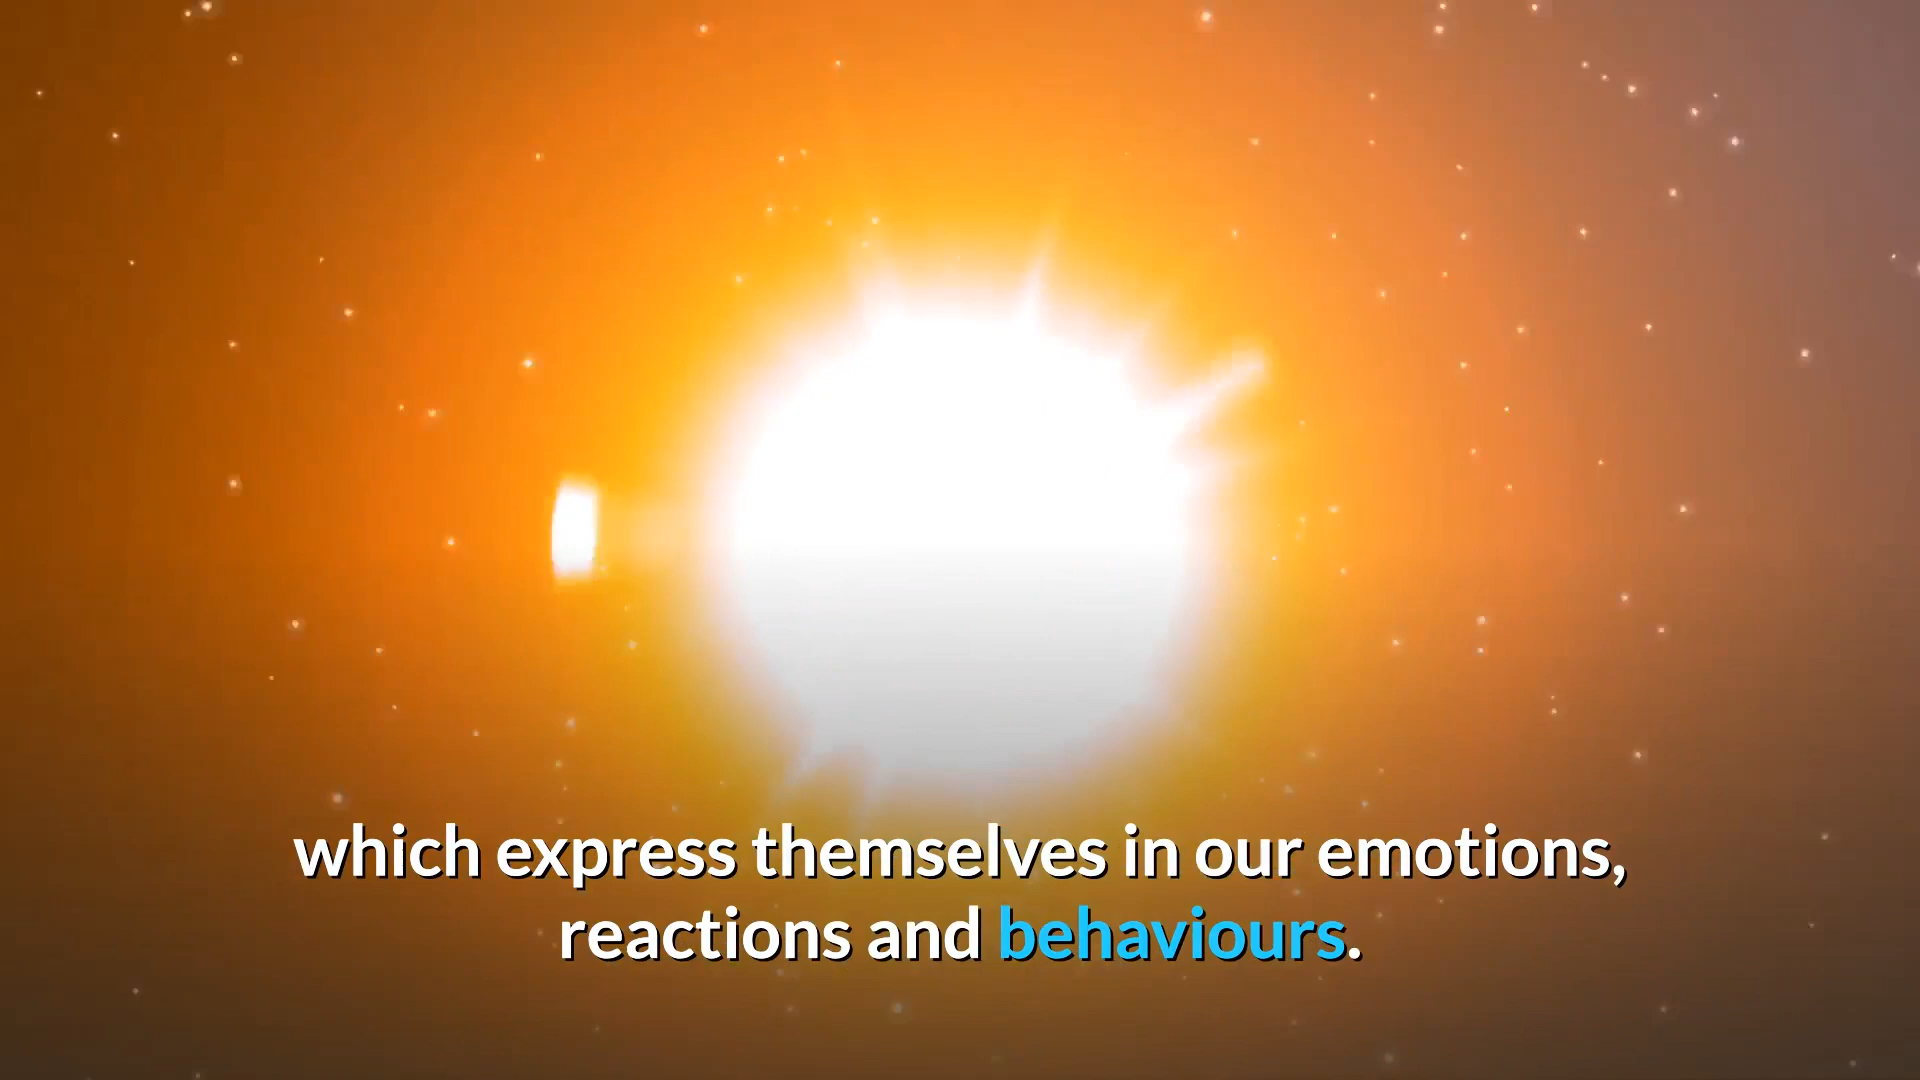 which express themselves in our emotions,
reactions and behaviours.